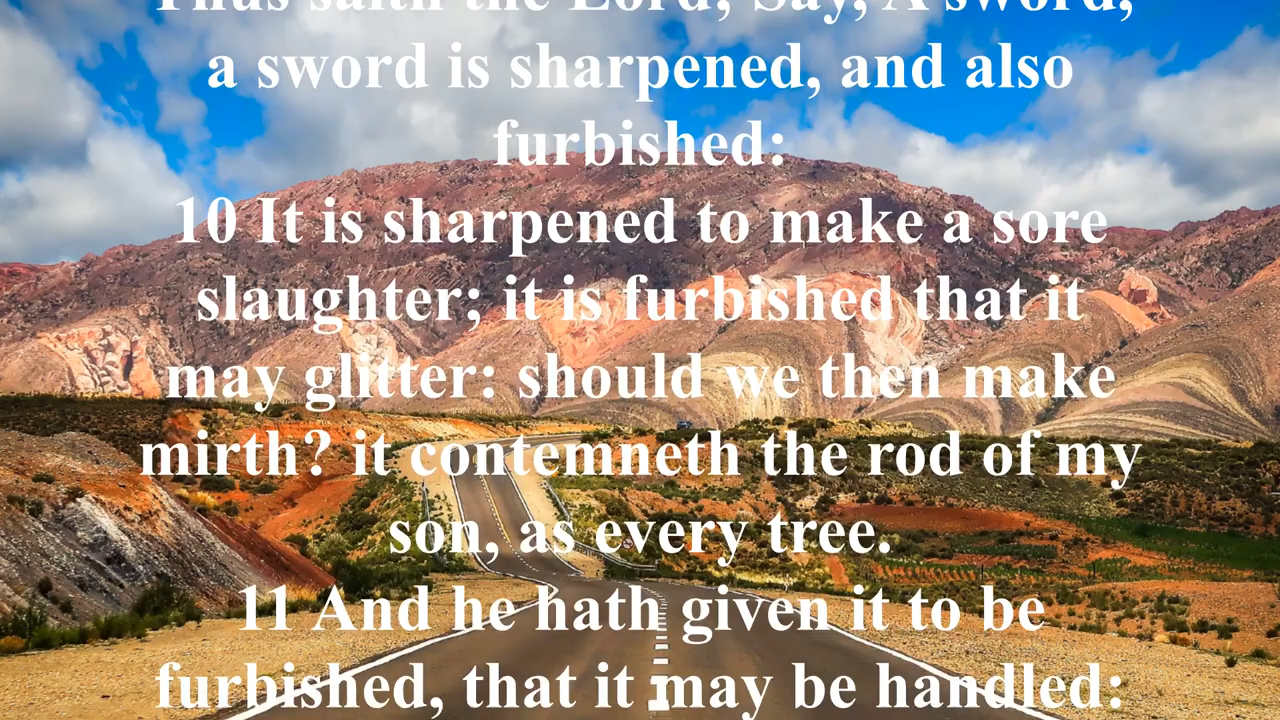 Thus saith the Lord; Say, A sword,
a sword is sharpened, and also
furbished:
10 It is sharpened to make a sore
slaughter; it is furbished that it
may glitter: should we then make
mirth? it contemneth the rod of my
son, as every tree.
11 And he hath given it to be
furbished, that it may be handled: